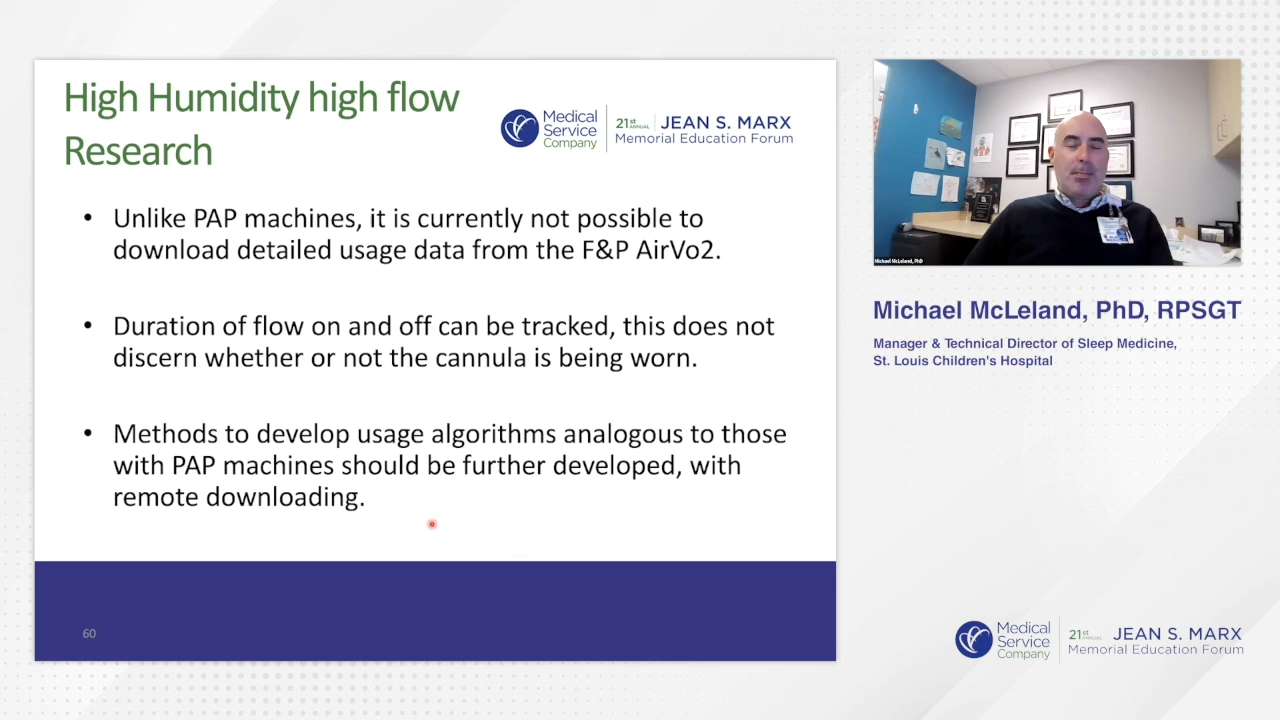 High Humidity high flow
Research
Medical
Service
Company
21st ANNUAL JEAN S. MARX
Memorial Education Forum
• Unlike PAP machines, it is currently not possible to
download detailed usage data from the F&P AirVo2.
• Duration of flow on and off can be tracked, this does not
discern whether or not the cannula is being worn.
• Methods to develop usage algorithms analogous to those
with PAP machines should be further developed, with
remote downloading.
60
Michael McLeland, PhD
Michael McLeland, PhD, RPSGT
Manager & Technical Director of Sleep Medicine,
St. Louis Children's Hospital
Medical
Service
Company
21st ANNUAL JEAN S. MARX
Memorial Education Forum